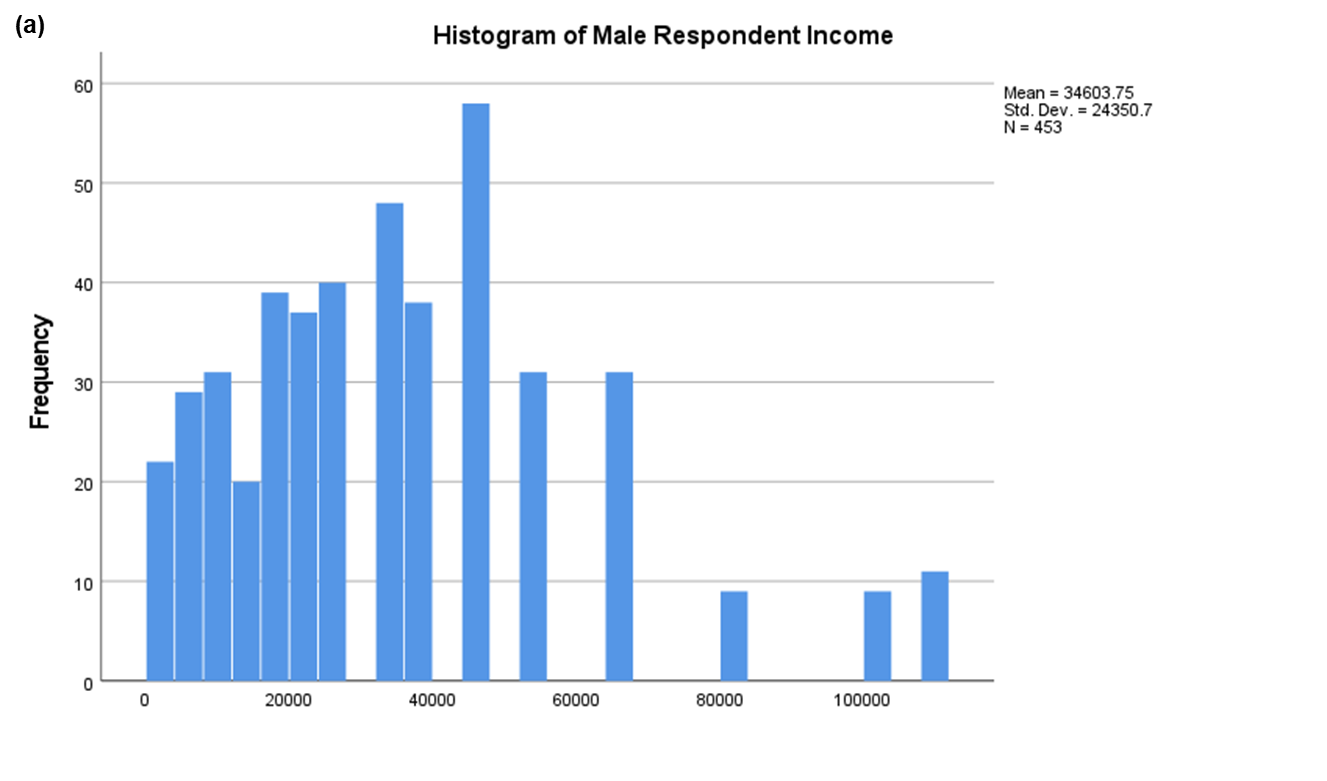 (a)
Histogram of Male Respondent Income
Mean = 34603.75
Std. Dev. = 24350.7
N = 453
Frequency
60
50
40
30
20
10
0
0 20000 40000 60000 80000 100000